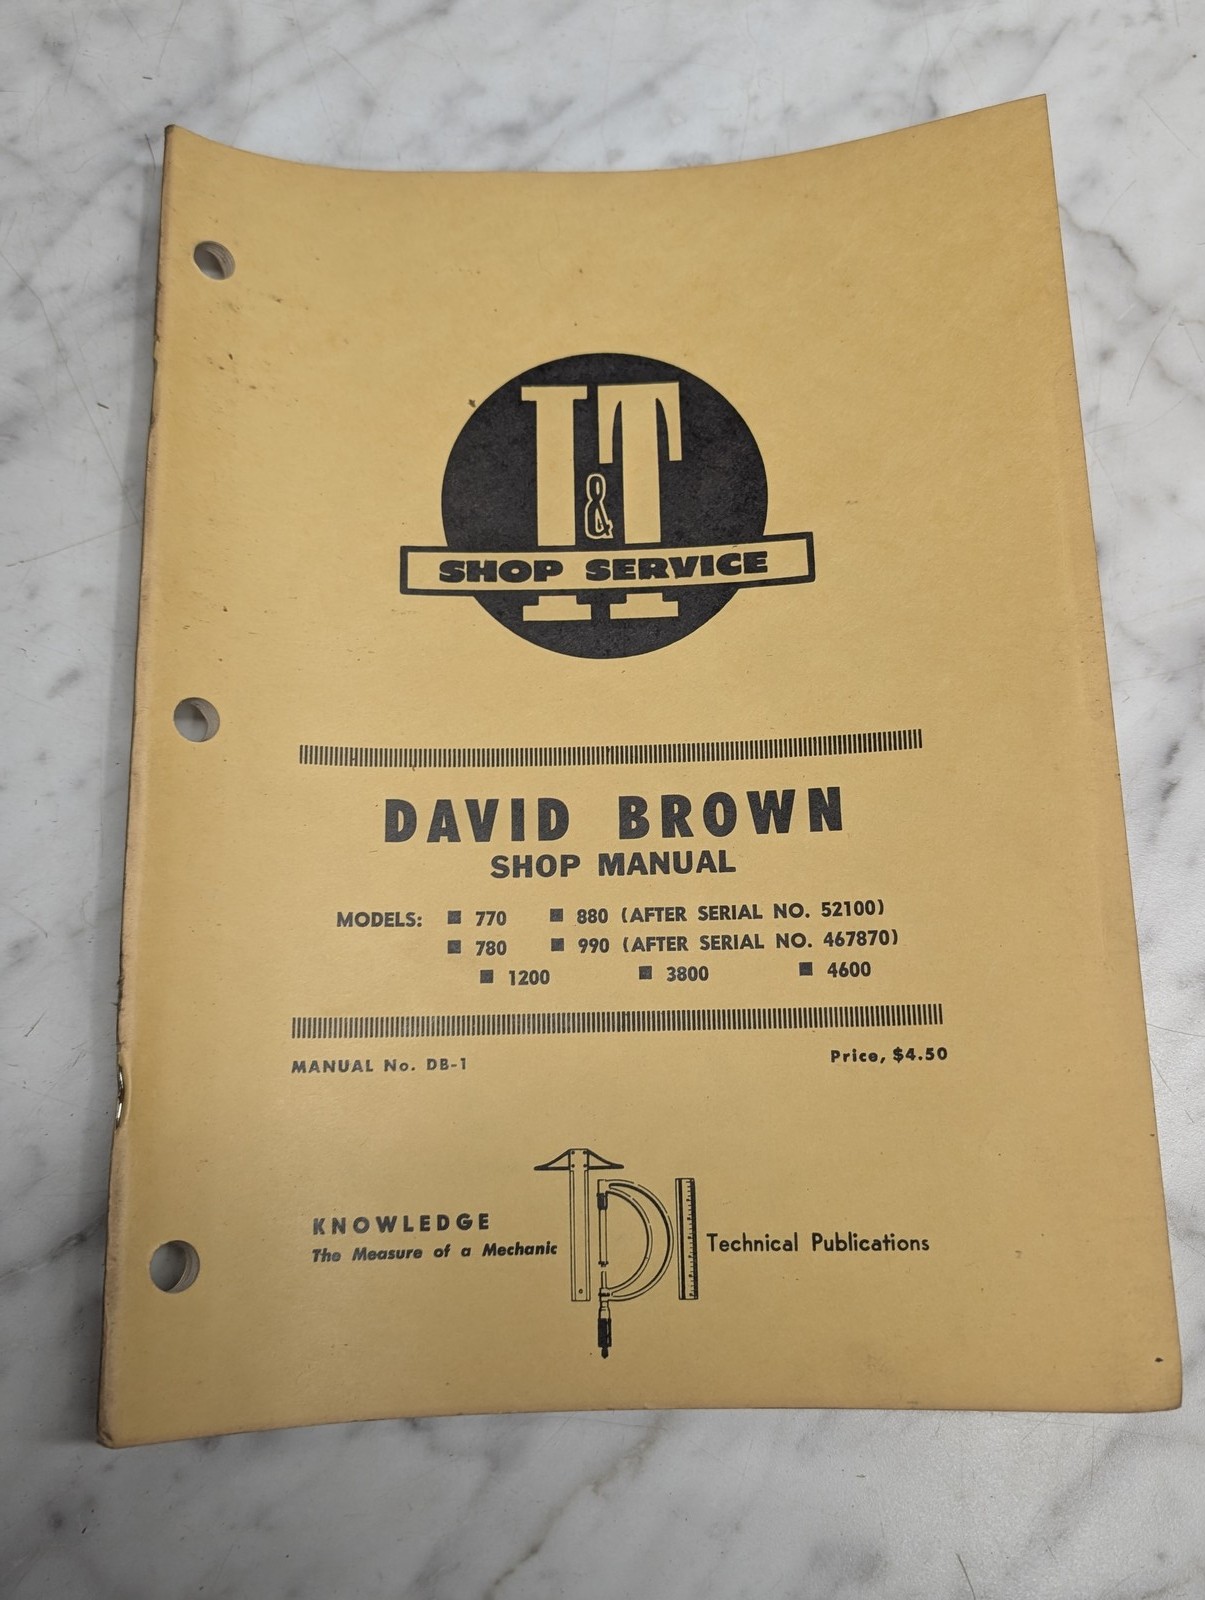 I&T
SHOP SERVICE
DAVID BROWN
SHOP MANUAL
MODELS: ■ 770 ■ 880 (AFTER SERIAL NO. 52100)
■ 780 ■ 990 (AFTER SERIAL NO. 467870)
■ 1200 ■ 3800 ■ 4600
MANUAL No. DB-1 Price, $4.50
KNOWLEDGE
The Measure of a Mechanic
TPI Technical Publications